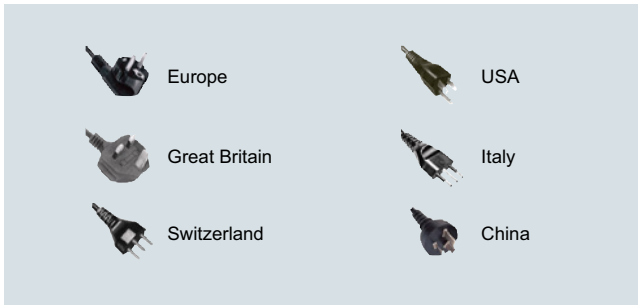 Europe
USA
Great Britain
Italy
Switzerland
China